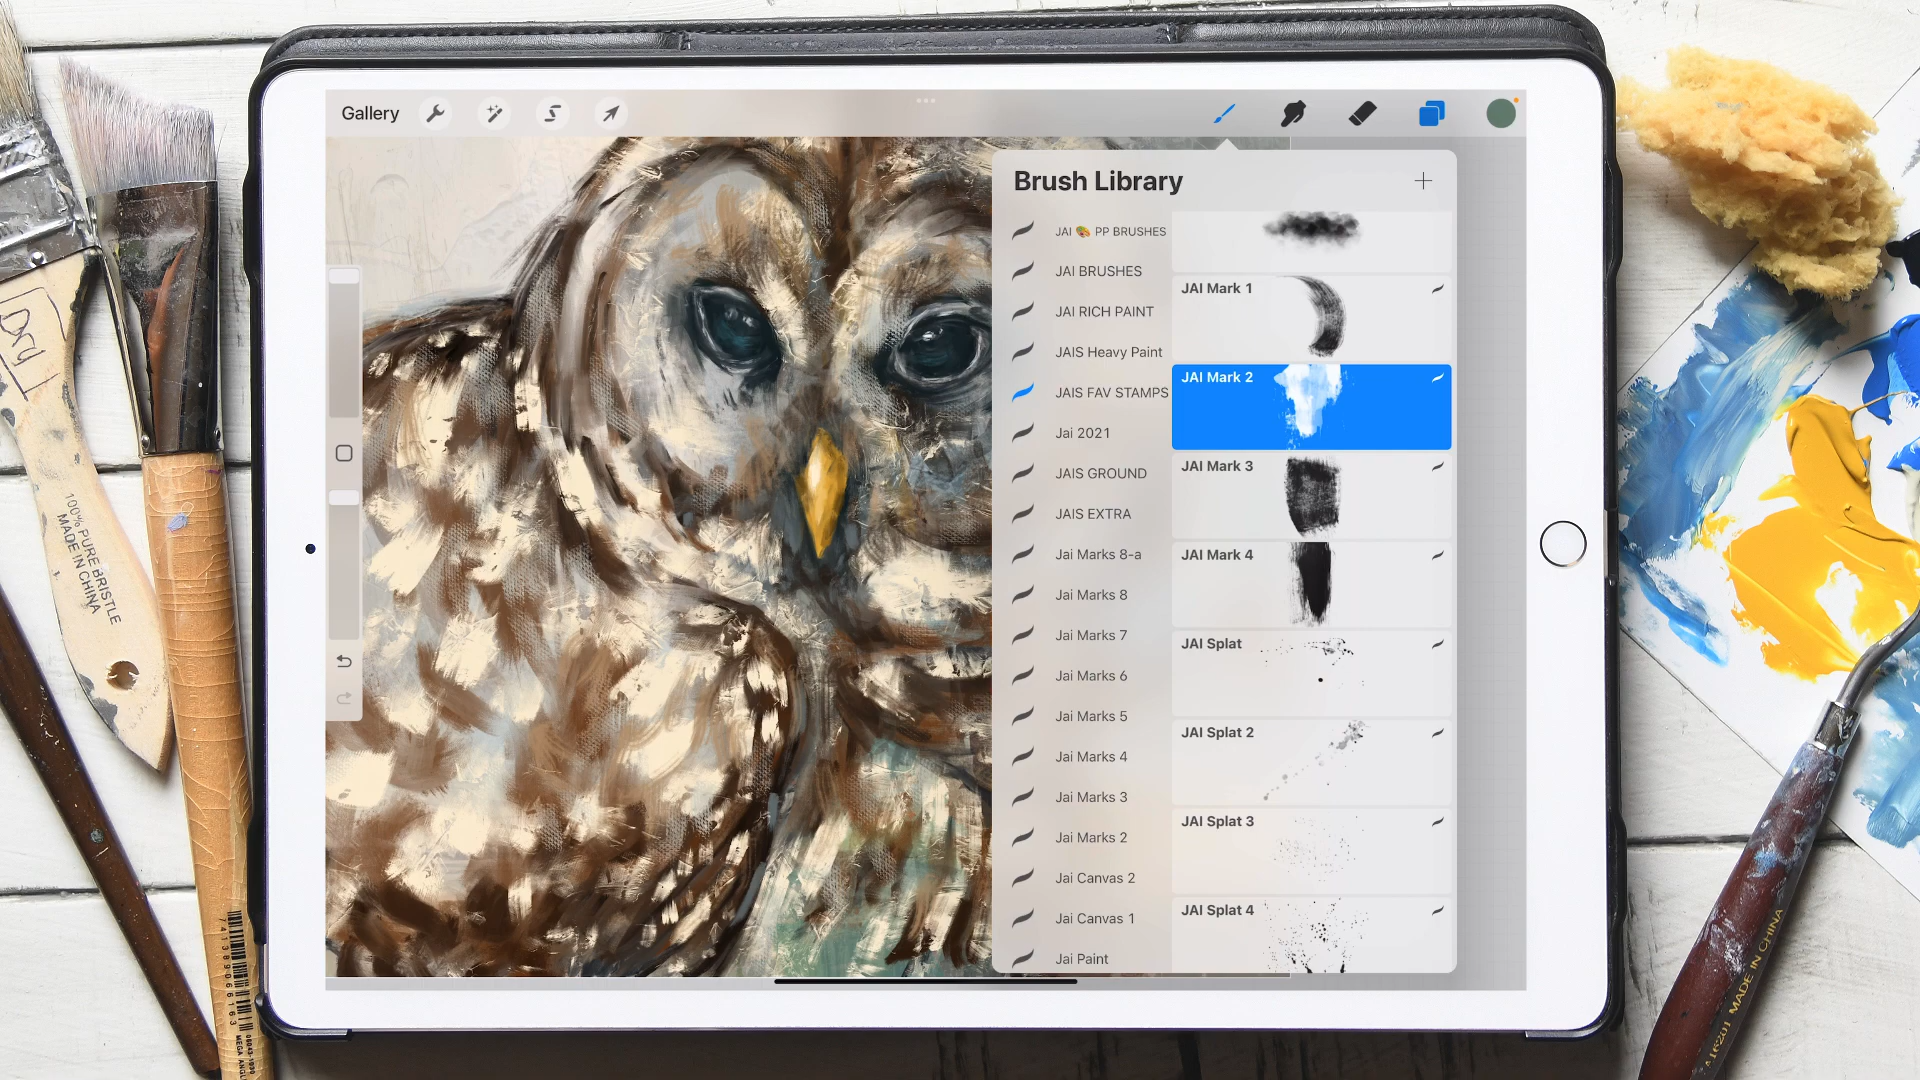 Gallery
Brush Library
JAI 🎨 PP BRUSHES
JAI BRUSHES
JAI RICH PAINT
JAIS Heavy Paint
JAIS FAV STAMPS
Jai 2021
JAIS GROUND
JAIS EXTRA
Jai Marks 8-a
Jai Marks 8
Jai Marks 7
Jai Marks 6
Jai Marks 5
Jai Marks 4
Jai Marks 3
Jai Marks 2
Jai Canvas 2
Jai Canvas 1
Jai Paint
JAI Mark 1
JAI Mark 2
JAI Mark 3
JAI Mark 4
JAI Splat
JAI Splat 2
JAI Splat 3
JAI Splat 4
Dry
100% PURE BRISTLE
MADE IN CHINA
MADE IN CHINA